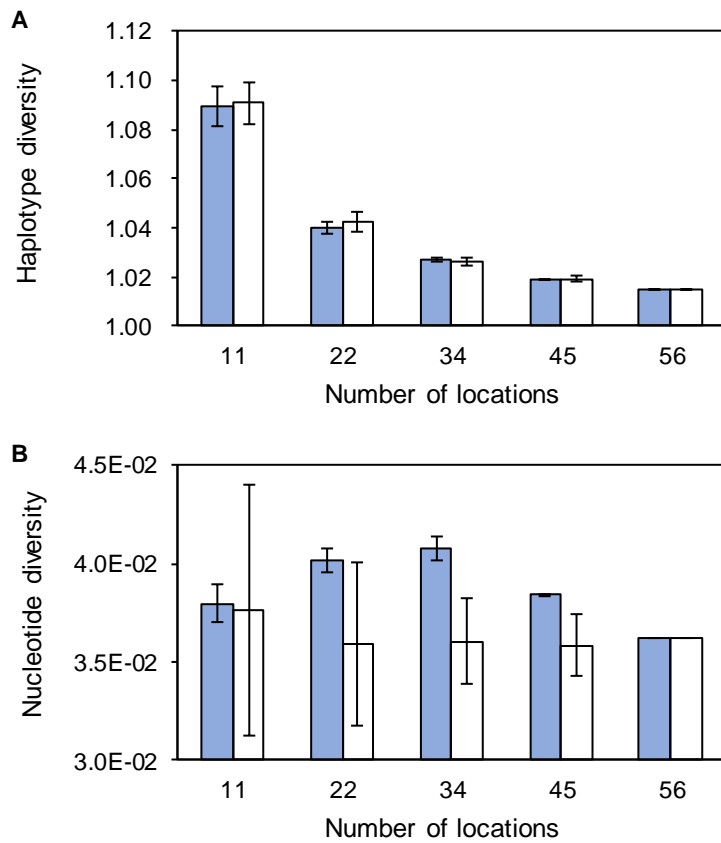 A
Haplotype diversity
1.12
1.10
1.08
1.06
1.04
1.02
1.00
11 22 34 45 56
Number of locations
B
Nucleotide diversity
4.5E-02
4.0E-02
3.5E-02
3.0E-02
11 22 34 45 56
Number of locations